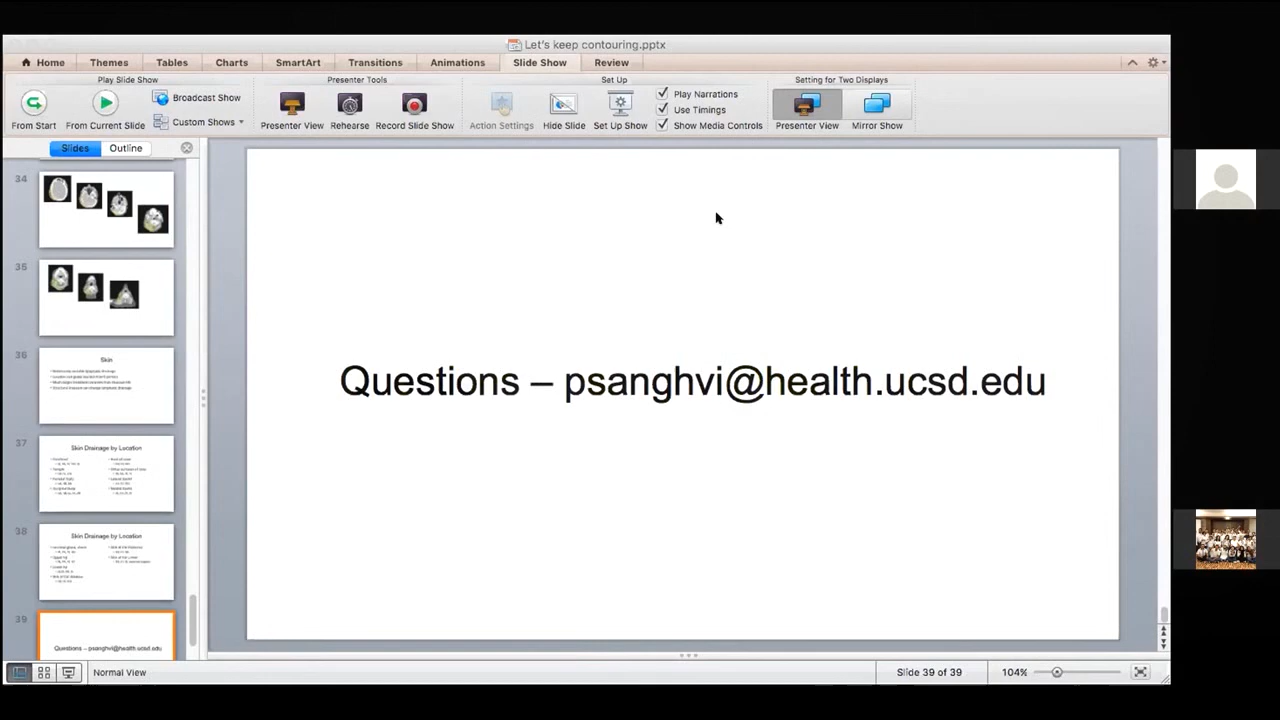 Let's keep contouring.pptx
Home Themes Tables Charts SmartArt Transitions Animations Slide Show Review
Play Slide Show Presenter Tools Set Up Setting for Two Displays
From Start From Current Slide Broadcast Show Custom Shows
Presenter View Rehearse Record Slide Show
Action Settings Hide Slide Set Up Show
Play Narrations
Use Timings
Show Media Controls
Presenter View Mirror Show
Slides Outline
34
35
36
Skin
37
Skin Drainage by Location
38
Skin Drainage by Location
39
Questions – psanghvi@health.ucsd.edu
Questions – psanghvi@health.ucsd.edu
Normal View Slide 39 of 39 104%